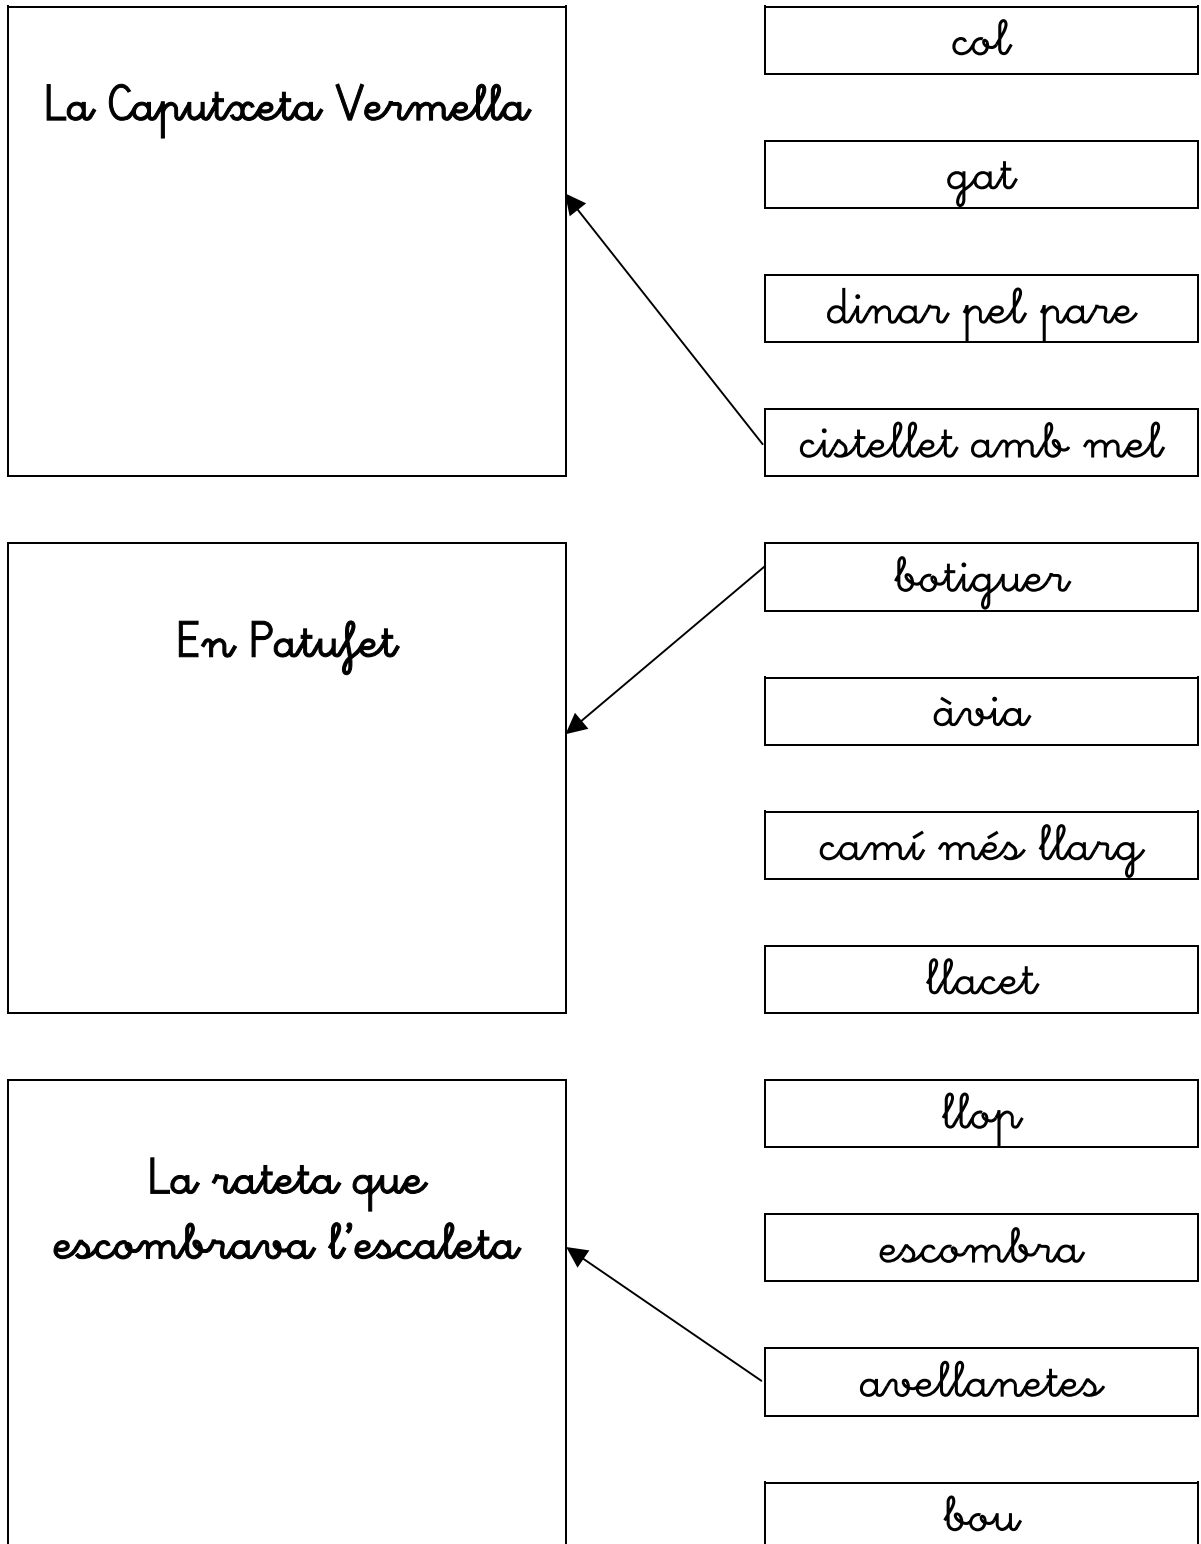 La Caputxeta Vermella
En Patufet
La rateta que
escombrava l'escaleta
col
gat
dinar pel pare
cistellet amb mel
botiguer
àvia
camí més llarg
llacet
llop
escombra
avellanetes
bou